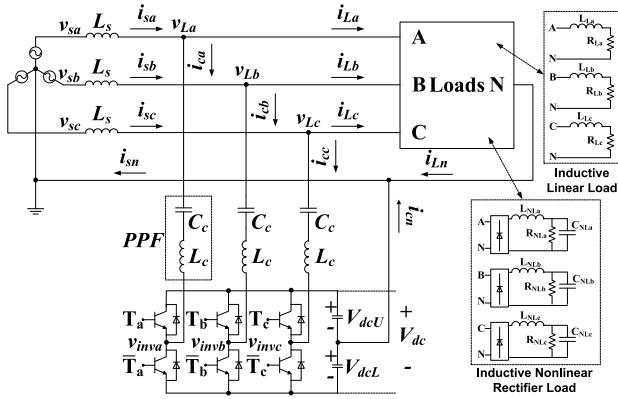 v_sa L_s i_sa v_La i_La
i_ca
v_sb L_s i_sb v_Lb i_Lb
i_cb
v_sc L_s i_sc v_Lc i_Lc
i_cc
i_sn i_Ln
A
B Loads N
C
A L_La R_La N
B L_Lb R_Lb N
C L_Lc R_Lc N
Inductive
Linear Load
PPF
C_c C_c C_c
L_c L_c L_c
i_cn
A L_NLa R_NLa C_NLa N
B L_NLb R_NLb C_NLb N
C L_NLc R_NLc C_NLc N
Inductive Nonlinear
Rectifier Load
T_a T_b T_c
v_inva v_invb v_invc
T̅_a T̅_b T̅_c
+ V_dcU -
+ V_dcL -
+ V_dc -